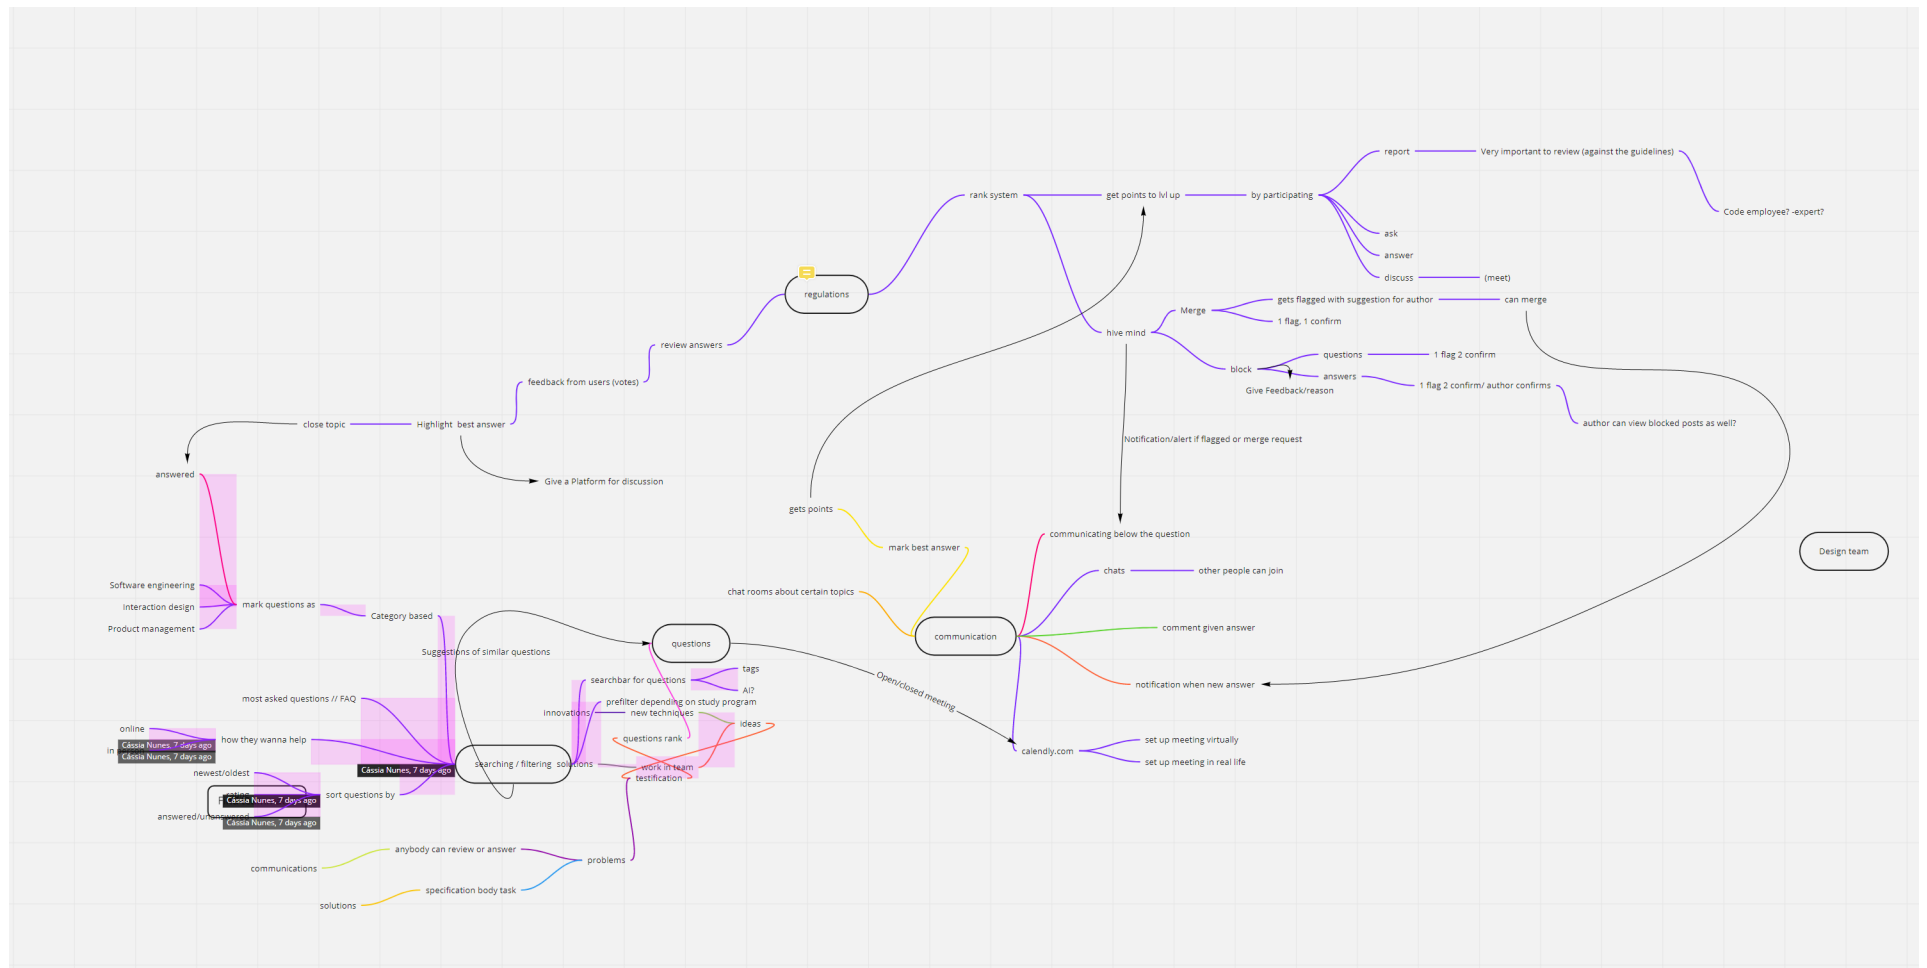 report
Very important to review (against the guidelines)
rank system
get points to lvl up
by participating
Code employee? -expert?
ask
answer
discuss
(meet)
regulations
gets flagged with suggestion for author
can merge
Merge
1 flag, 1 confirm
hive mind
review answers
questions
1 flag 2 confirm
block
answers
1 flag 2 confirm/ author confirms
Give Feedback/reason
feedback from users (votes)
close topic
Highlight best answer
author can view blocked posts as well?
Notification/alert if flagged or merge request
answered
Give a Platform for discussion
gets points
communicating below the question
mark best answer
Design team
chats
other people can join
Software engineering
Interaction design
Product management
mark questions as
Category based
chat rooms about certain topics
questions
communication
comment given answer
Suggestions of similar questions
tags
searchbar for questions
AI?
notification when new answer
Open/closed meeting
most asked questions // FAQ
prefilter depending on study program
innovations
new techniques
ideas
online
how they wanna help
questions rank
Cássia Nunes, 7 days ago
in
Cássia Nunes, 7 days ago
calendly.com
set up meeting virtually
set up meeting in real life
searching / filtering
solutions
work in team
Cássia Nunes, 7 days ago
testification
newest/oldest
sort questions by
Cássia Nunes, 7 days ago
answered/unanswered
Cássia Nunes, 7 days ago
anybody can review or answer
problems
communications
specification body task
solutions